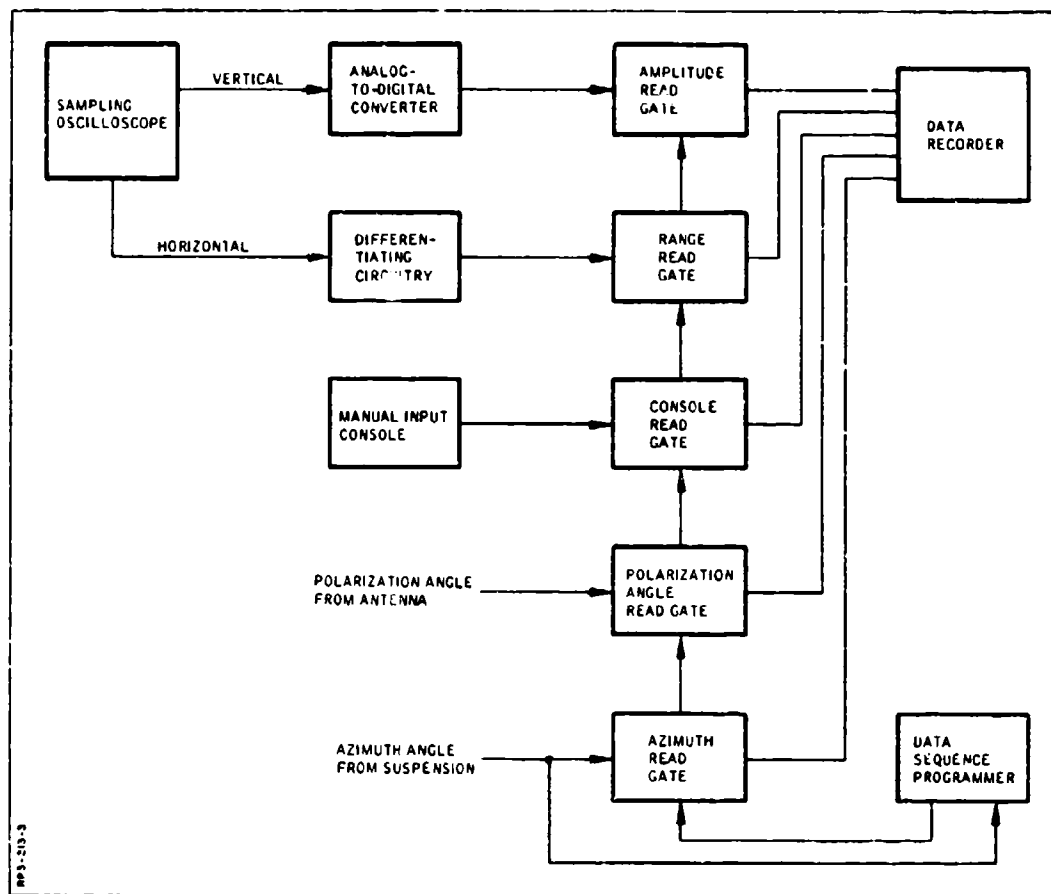 SAMPLING
OSCILLOSCOPE
VERTICAL
ANALOG-
TO-DIGITAL
CONVERTER
AMPLITUDE
READ
GATE
DATA
RECORDER
HORIZONTAL
DIFFEREN-
TIATING
CIRCUITRY
RANGE
READ
GATE
MANUAL INPUT
CONSOLE
CONSOLE
READ
GATE
POLARIZATION ANGLE
FROM ANTENNA
POLARIZATION
ANGLE
READ GATE
AZIMUTH ANGLE
FROM SUSPENSION
AZIMUTH
READ
GATE
DATA
SEQUENCE
PROGRAMMER